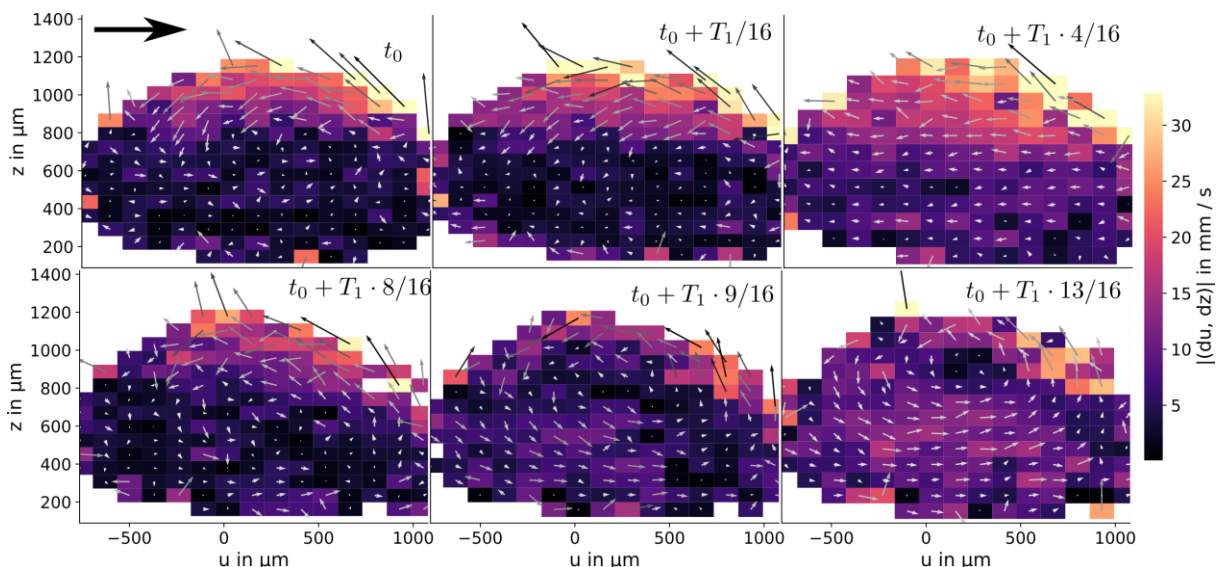 1400
1200
1000
800
600
400
200
z in µm
t₀
t₀ + T₁/16
t₀ + T₁ · 4/16
1400
1200
1000
800
600
400
200
z in µm
t₀ + T₁ · 8/16
t₀ + T₁ · 9/16
t₀ + T₁ · 13/16
−500 0 500 1000
−500 0 500 1000
−500 0 500 1000
u in µm
u in µm
u in µm
30
25
20
15
10
5
|(du, dz)| in mm / s